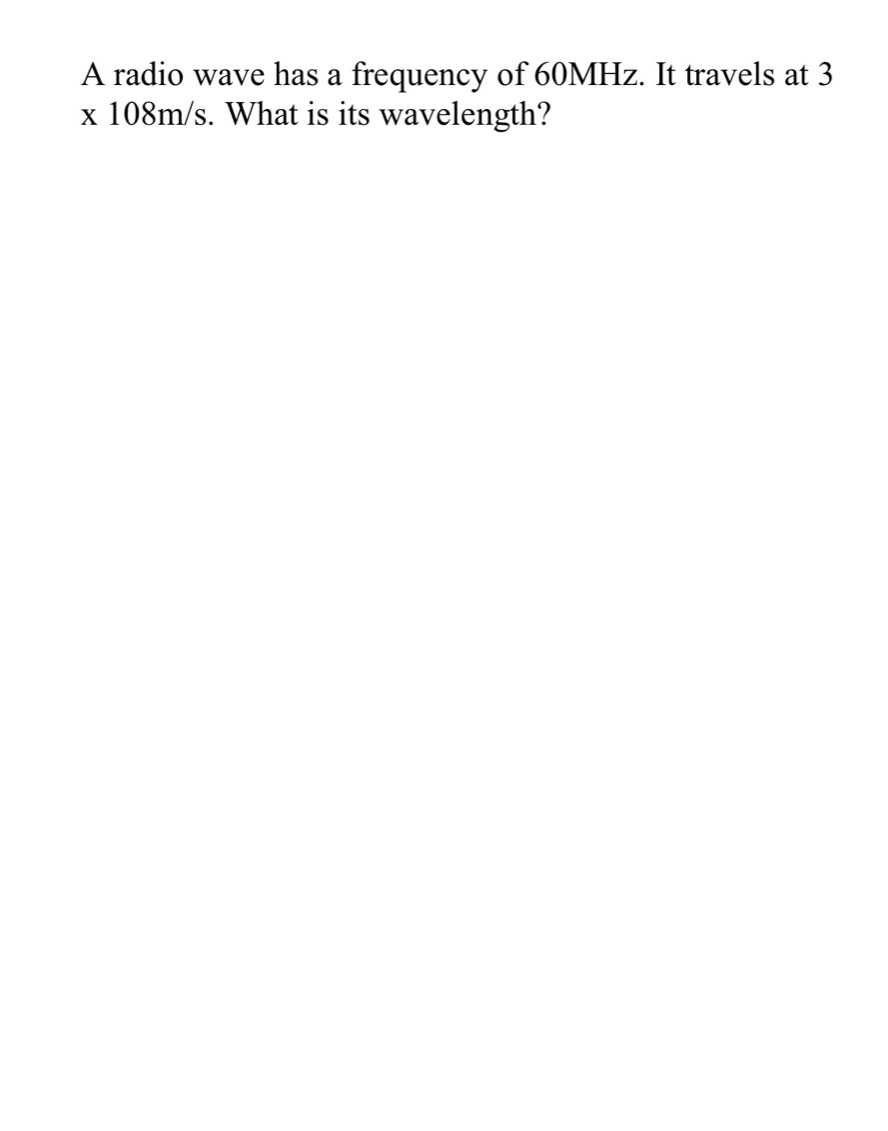 A radio wave has a frequency of 60MHz. It travels at 3
x 108m/s. What is its wavelength?